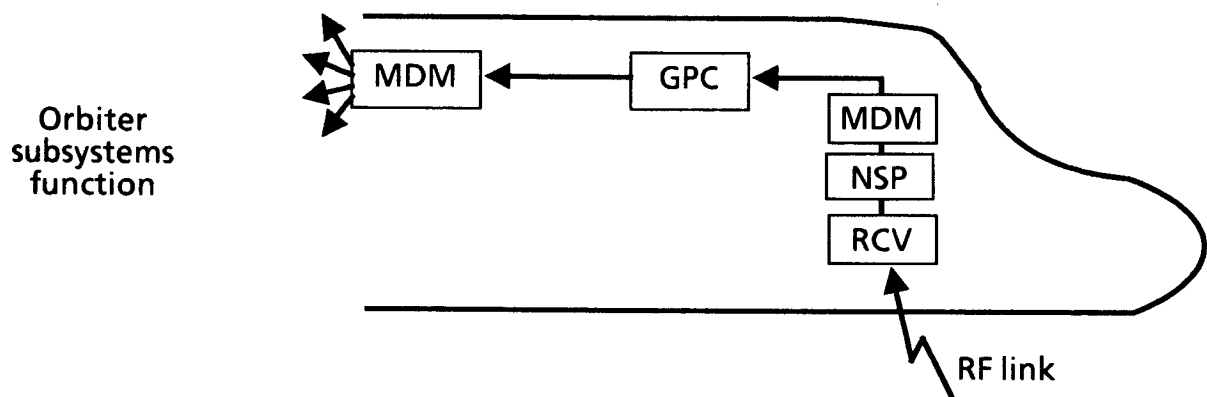 MDM
GPC
MDM
NSP
RCV
Orbiter
subsystems
function
RF link